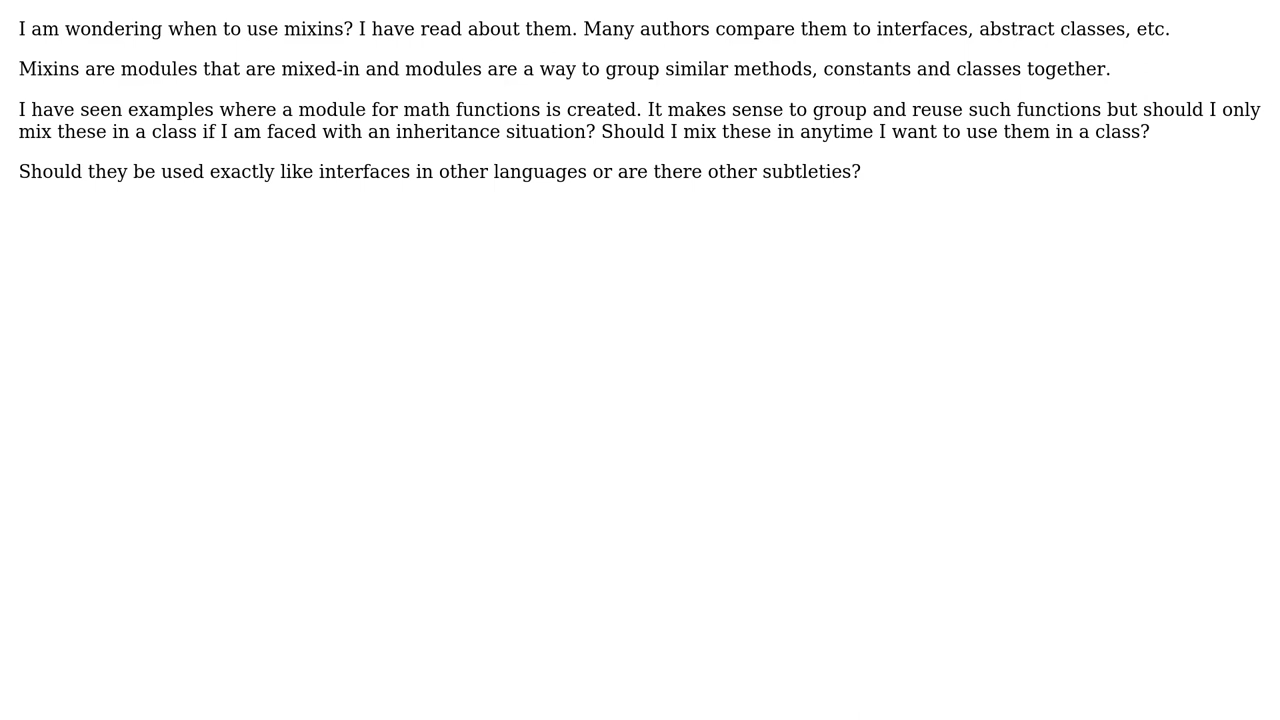 I am wondering when to use mixins? I have read about them. Many authors compare them to interfaces, abstract classes, etc.
Mixins are modules that are mixed-in and modules are a way to group similar methods, constants and classes together.
I have seen examples where a module for math functions is created. It makes sense to group and reuse such functions but should I only
mix these in a class if I am faced with an inheritance situation? Should I mix these in anytime I want to use them in a class?
Should they be used exactly like interfaces in other languages or are there other subtleties?